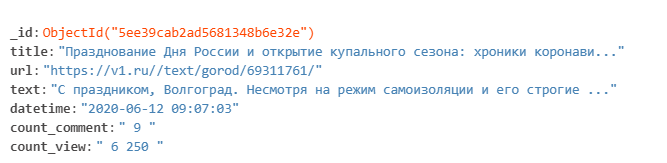 _id:ObjectId("5ee39cab2ad5681348b6e32e")
title:"Празднование Дня России и открытие купального сезона: хроники коронави..."
url:"https://v1.ru//text/gorod/69311761/"
text:"С праздником, Волгоград. Несмотря на режим самоизоляции и его строгие ..."
datetime:"2020-06-12 09:07:03"
count_comment:" 9 "
count_view:" 6 250 "